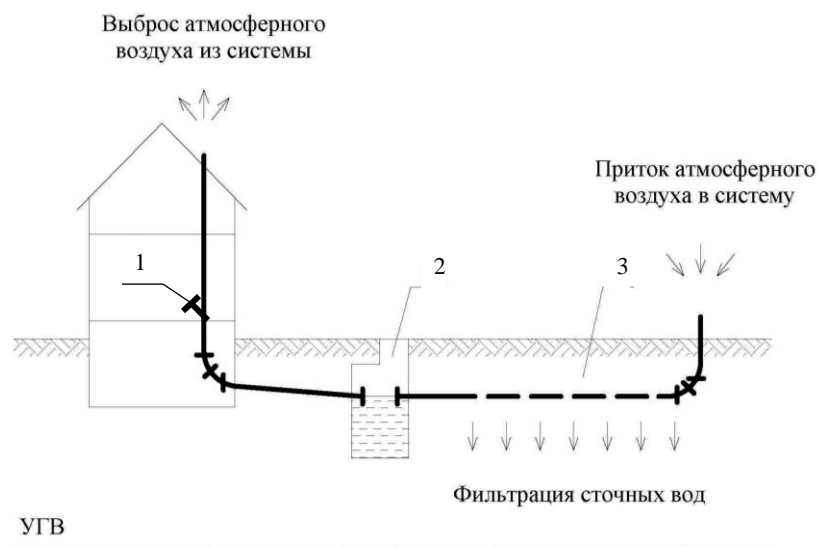 Выброс атмосферного
воздуха из системы
Приток атмосферного
воздуха в систему
1
2
3
Фильтрация сточных вод
УГВ